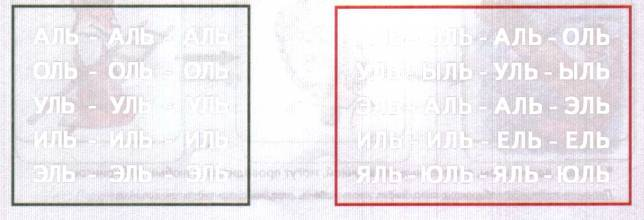 АЛЬ - АЛЬ - АЛЬ
ОЛЬ - ОЛЬ - ОЛЬ
УЛЬ - УЛЬ - УЛЬ
ИЛЬ - ИЛЬ - ИЛЬ
ЭЛЬ - ЭЛЬ - ЭЛЬ
ОЛЬ - АЛЬ - ОЛЬ
УЛЬ - ЫЛЬ - УЛЬ - ЫЛЬ
ЭЛЬ - АЛЬ - АЛЬ - ЭЛЬ
ИЛЬ - ИЛЬ - ЕЛЬ - ЕЛЬ
ЯЛЬ - ЮЛЬ - ЯЛЬ - ЮЛЬ